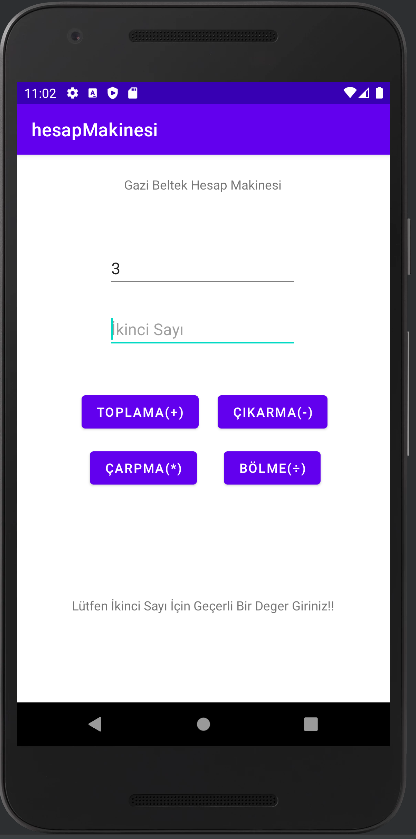 11:02
hesapMakinesi
Gazi Beltek Hesap Makinesi
3
İkinci Sayı
TOPLAMA(+) ÇIKARMA(-)
ÇARPMA(*) BÖLME(÷)
Lütfen İkinci Sayı İçin Geçerli Bir Deger Giriniz!!